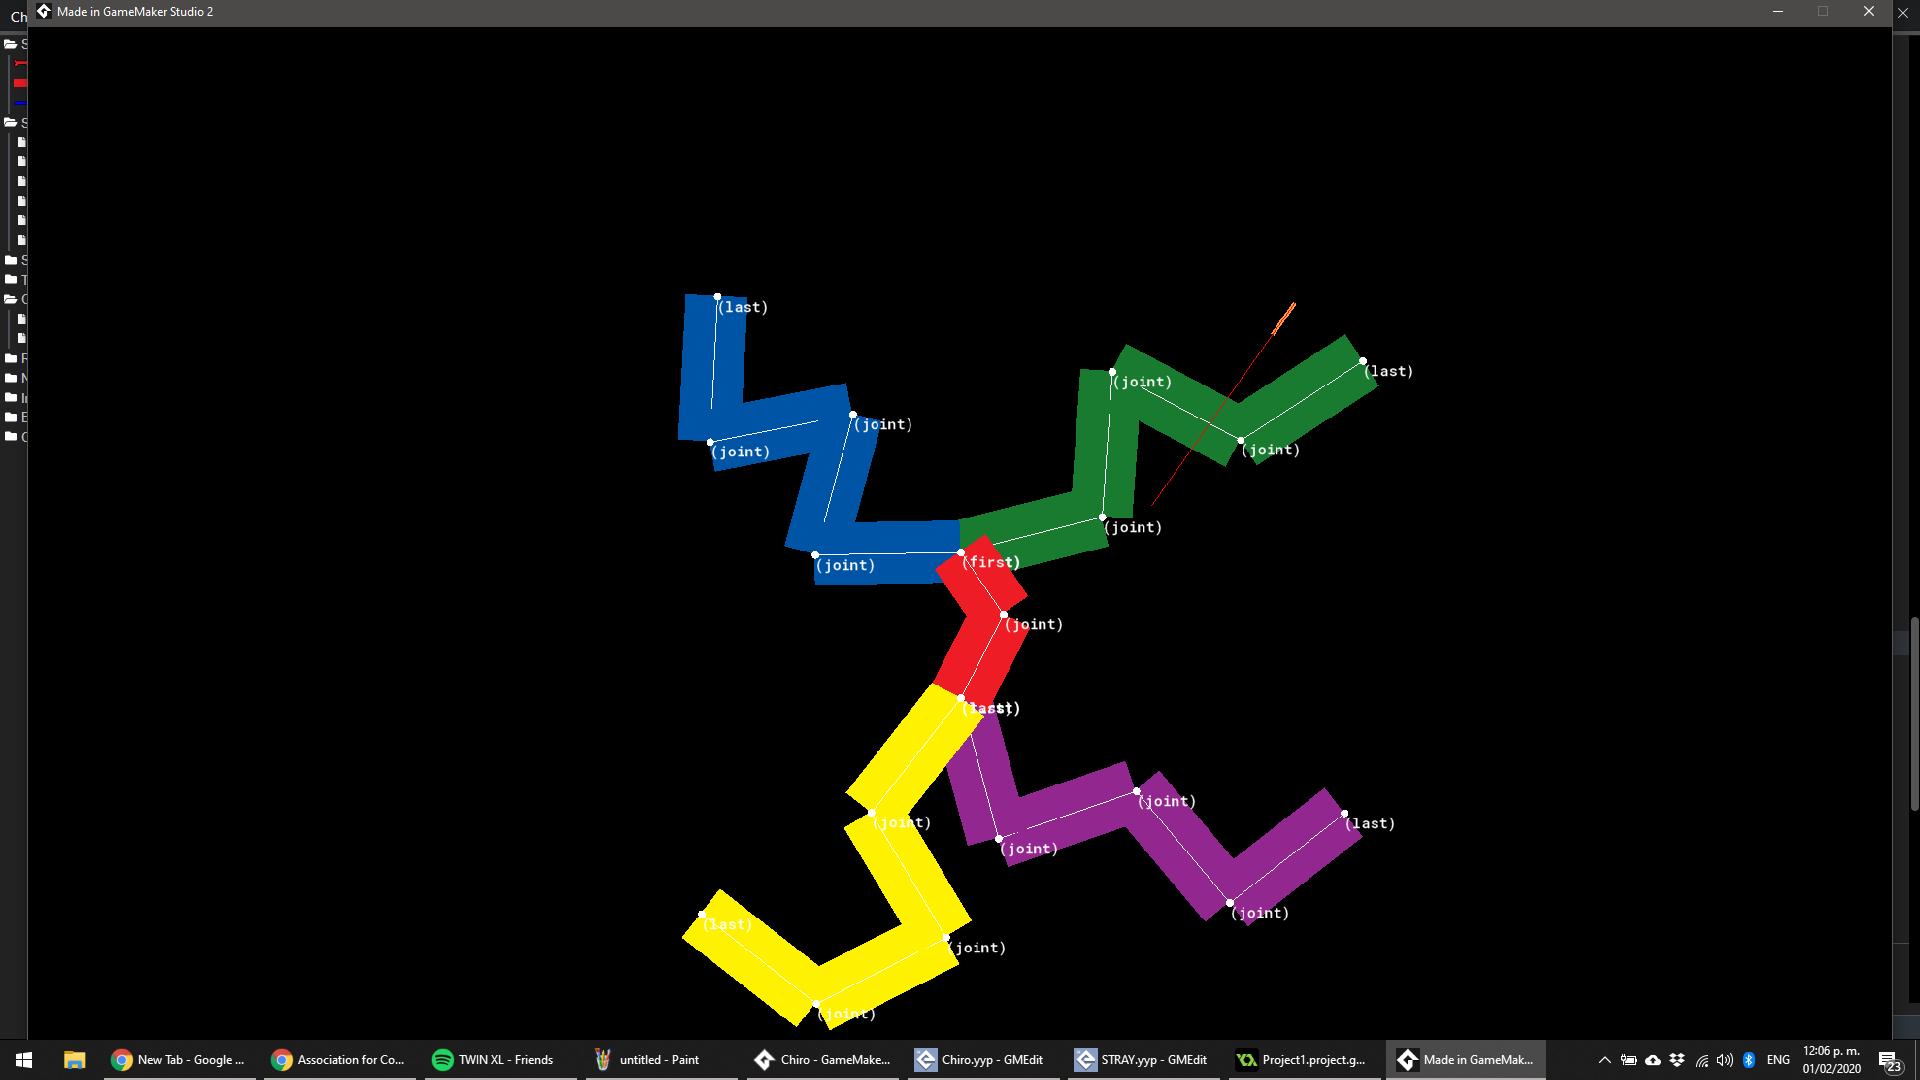 Ch
Made in GameMaker Studio 2
(last)
(last)
(joint)
(joint)
(joint)
(joint)
(joint)
(joint)
(first)
(joint)
(last)
(joint)
(last)
(joint)
(joint)
(joint)
(last)
(joint)
(joint)
New Tab - Google ...
Association for Co...
TWIN XL - Friends
untitled - Paint
Chiro - GameMake...
Chiro.yyp - GMEdit
STRAY.yyp - GMEdit
Project1.project.g...
Made in GameMak...
ENG
12:06 p. m.
01/02/2020
23